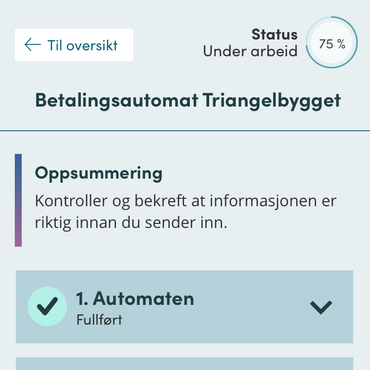 Til oversikt
Status
Under arbeid
75 %
Betalingsautomat Triangelbygget
Oppsummering
Kontroller og bekreft at informasjonen er
riktig innan du sender inn.
1. Automaten
Fullført